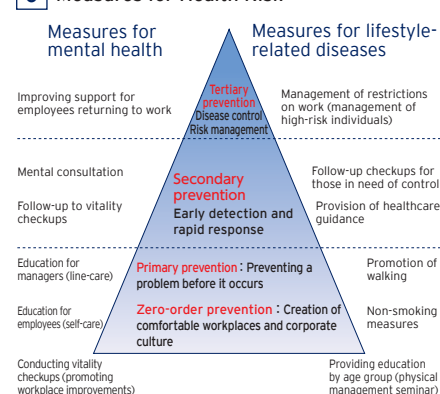 3 Measures for Health Risk
Measures for
mental health
Measures for lifestyle-
related diseases
Improving support for
employees returning to work
Tertiary
prevention
Disease control
Risk management
Management of restrictions
on work (management of
high-risk individuals)
Mental consultation
Follow-up to vitality
checkups
Secondary
prevention
Early detection and
rapid response
Follow-up checkups for
those in need of control
Provision of healthcare
guidance
Education for
managers (line-care)
Education for
employees (self-care)
Primary prevention : Preventing a
problem before it occurs
Zero-order prevention : Creation of
comfortable workplaces and corporate
culture
Promotion of
walking
Non-smoking
measures
Conducting vitality
checkups (promoting
workplace improvements)
Providing education
by age group (physical
management seminar)